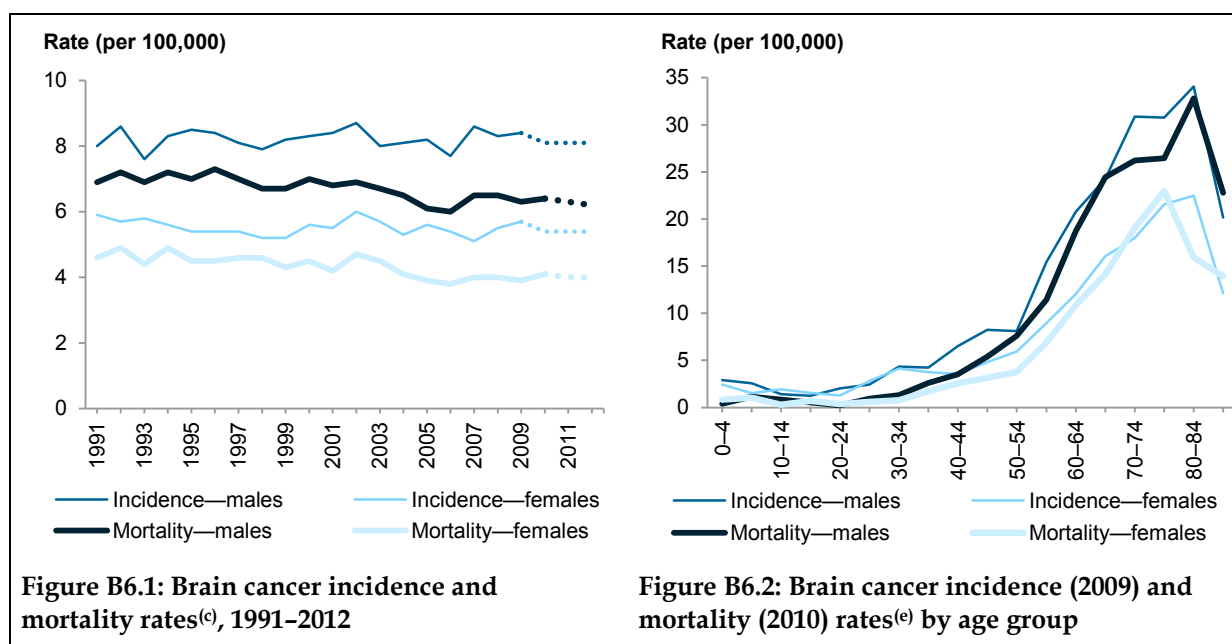 Rate (per 100,000)
10
8
6
4
2
0
1991
1993
1995
1997
1999
2001
2003
2005
2007
2009
2011
Incidence—males
Incidence—females
Mortality—males
Mortality—females
Figure B6.1: Brain cancer incidence and
mortality rates(c), 1991–2012
Rate (per 100,000)
35
30
25
20
15
10
5
0
0–4
10–14
20–24
30–34
40–44
50–54
60–64
70–74
80–84
Incidence—males
Incidence—females
Mortality—males
Mortality—females
Figure B6.2: Brain cancer incidence (2009) and
mortality (2010) rates(e) by age group